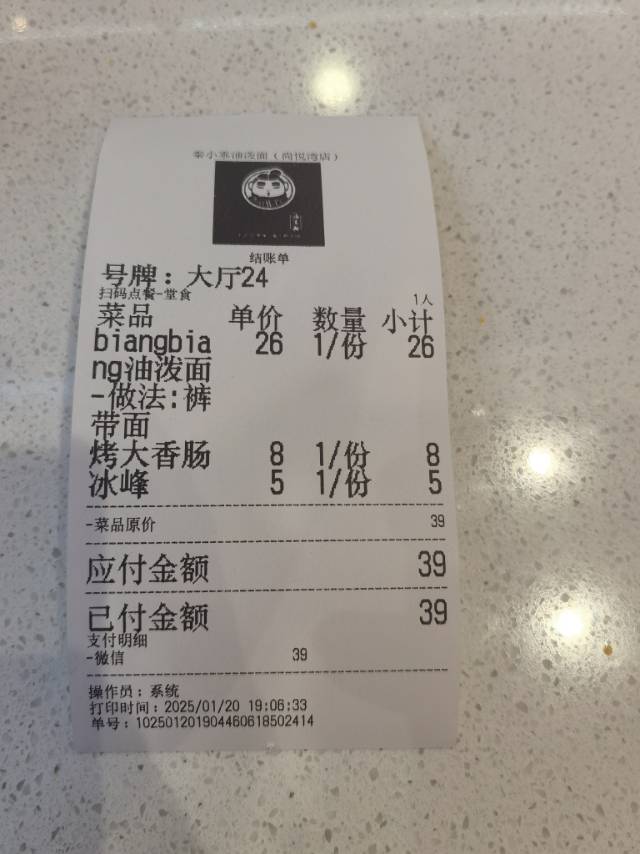 秦小乖油泼面（尚悦湾店）
结账单
号牌：大厅24
扫码点餐-堂食 1人
菜品 单价 数量 小计
biangbia 26 1/份 26
ng油泼面
-做法:裤
带面
烤大香肠 8 1/份 8
冰峰 5 1/份 5
-菜品原价 39
应付金额 39
已付金额 39
支付明细
-微信 39
操作员：系统
打印时间：2025/01/20 19:06:33
单号：102501201904460618502414